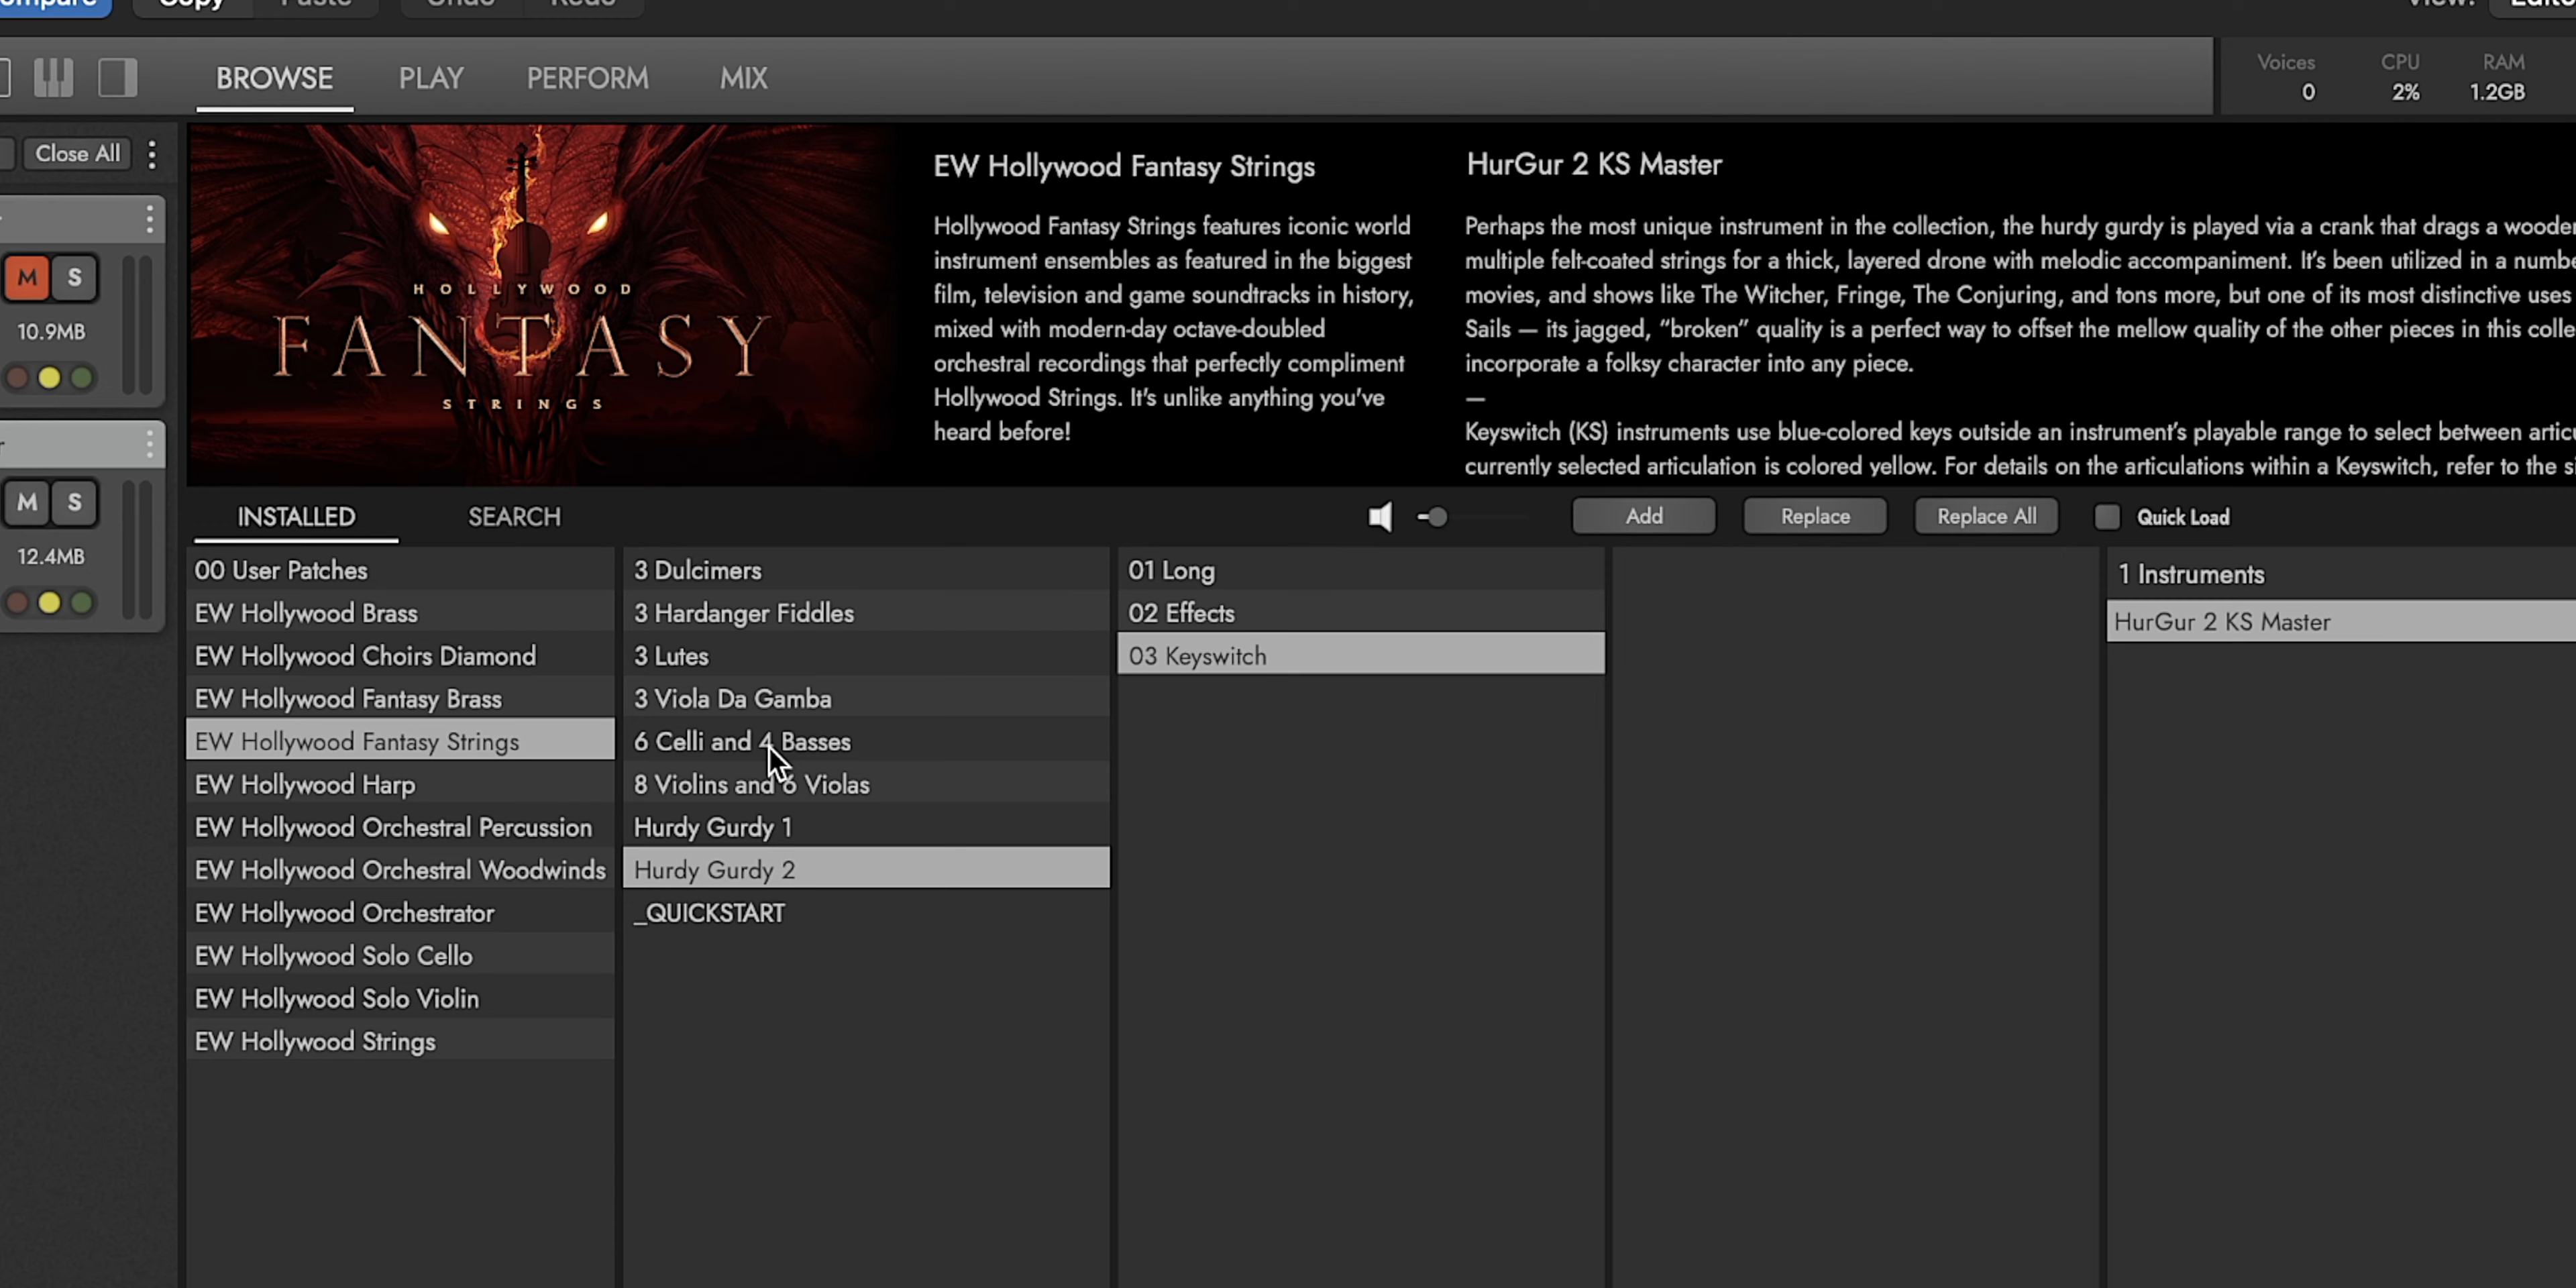 Copy
BROWSE PLAY PERFORM MIX
Voices CPU RAM
0 2% 1.2GB
Close All
M S
10.9MB
M S
12.4MB
HOLLYWOOD
FANTASY
STRINGS
EW Hollywood Fantasy Strings
Hollywood Fantasy Strings features iconic world
instrument ensembles as featured in the biggest
film, television and game soundtracks in history,
mixed with modern-day octave-doubled
orchestral recordings that perfectly compliment
Hollywood Strings. It's unlike anything you've
heard before!
HurGur 2 KS Master
Perhaps the most unique instrument in the collection, the hurdy gurdy is played via a crank that drags a
multiple felt-coated strings for a thick, layered drone with melodic accompaniment. It's been utilized in a
movies, and shows like The Witcher, Fringe, The Conjuring, and tons more, but one of its most distinctive uses
Sails — its jagged, “broken” quality is a perfect way to offset the mellow quality of the other pieces in this
incorporate a folksy character into any piece.
—
Keyswitch (KS) instruments use blue-colored keys outside an instrument's playable range to select between
currently selected articulation is colored yellow. For details on the articulations within a Keyswitch, refer to the
INSTALLED SEARCH
Add Replace Replace All Quick Load
00 User Patches
EW Hollywood Brass
EW Hollywood Choirs Diamond
EW Hollywood Fantasy Brass
EW Hollywood Fantasy Strings
EW Hollywood Harp
EW Hollywood Orchestral Percussion
EW Hollywood Orchestral Woodwinds
EW Hollywood Orchestrator
EW Hollywood Solo Cello
EW Hollywood Solo Violin
EW Hollywood Strings
3 Dulcimers
3 Hardanger Fiddles
3 Lutes
3 Viola Da Gamba
6 Celli and 4 Basses
8 Violins and 6 Violas
Hurdy Gurdy 1
Hurdy Gurdy 2
_QUICKSTART
01 Long
02 Effects
03 Keyswitch
1 Instruments
HurGur 2 KS Master